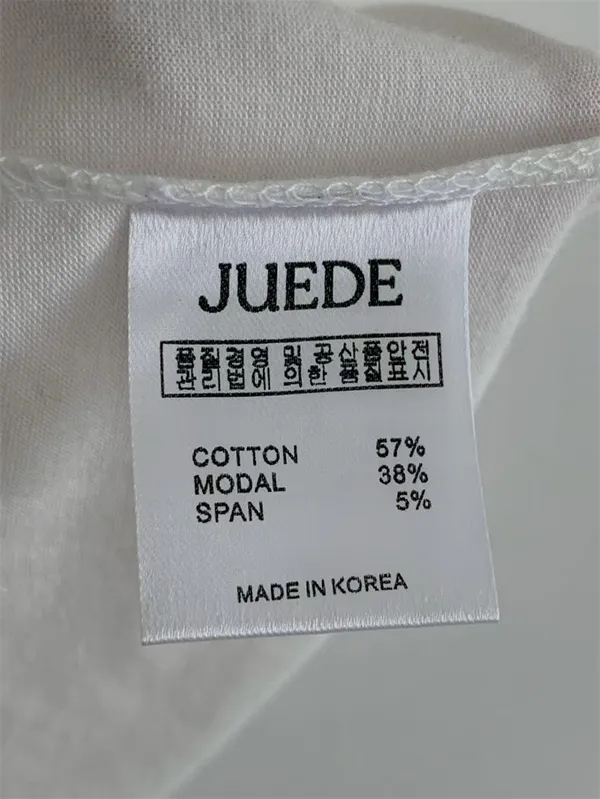 JUEDE
품질경영 및 공산품안전
관리법에 의한 품질표시
COTTON 57%
MODAL 38%
SPAN 5%
MADE IN KOREA